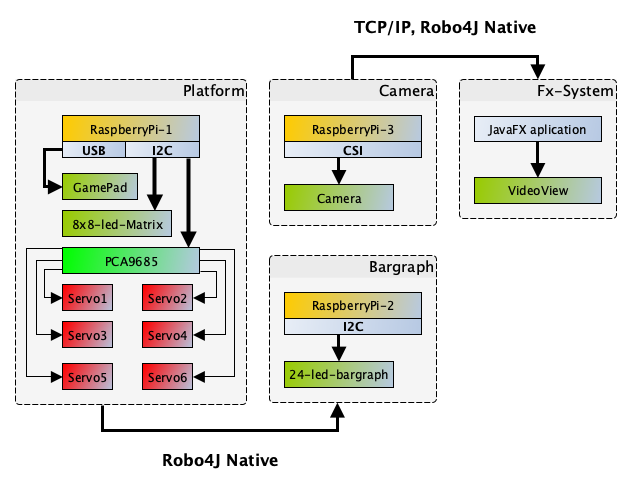 TCP/IP, Robo4J Native
Platform
RaspberryPi-1
USB
I2C
GamePad
8x8-led-Matrix
PCA9685
Servo1
Servo2
Servo3
Servo4
Servo5
Servo6
Camera
RaspberryPi-3
CSI
Camera
Fx-System
JavaFX aplication
VideoView
Bargraph
RaspberryPi-2
I2C
24-led-bargraph
Robo4J Native